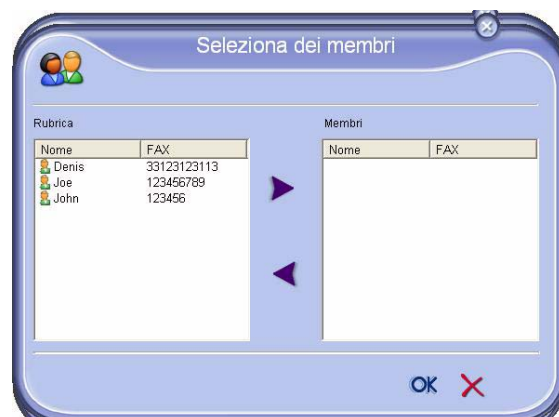 Seleziona dei membri
Rubrica
Nome FAX
Denis 33123123113
Joe 123456789
John 123456
Membri
Nome FAX
OK